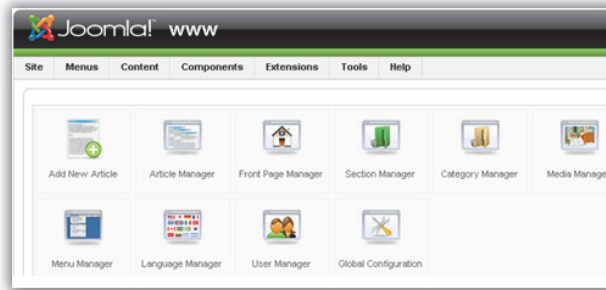 Joomla! www
Site Menus Content Components Extensions Tools Help
Add New Article Article Manager Front Page Manager Section Manager Category Manager Media Manage
Menu Manager Language Manager User Manager Global Configuration